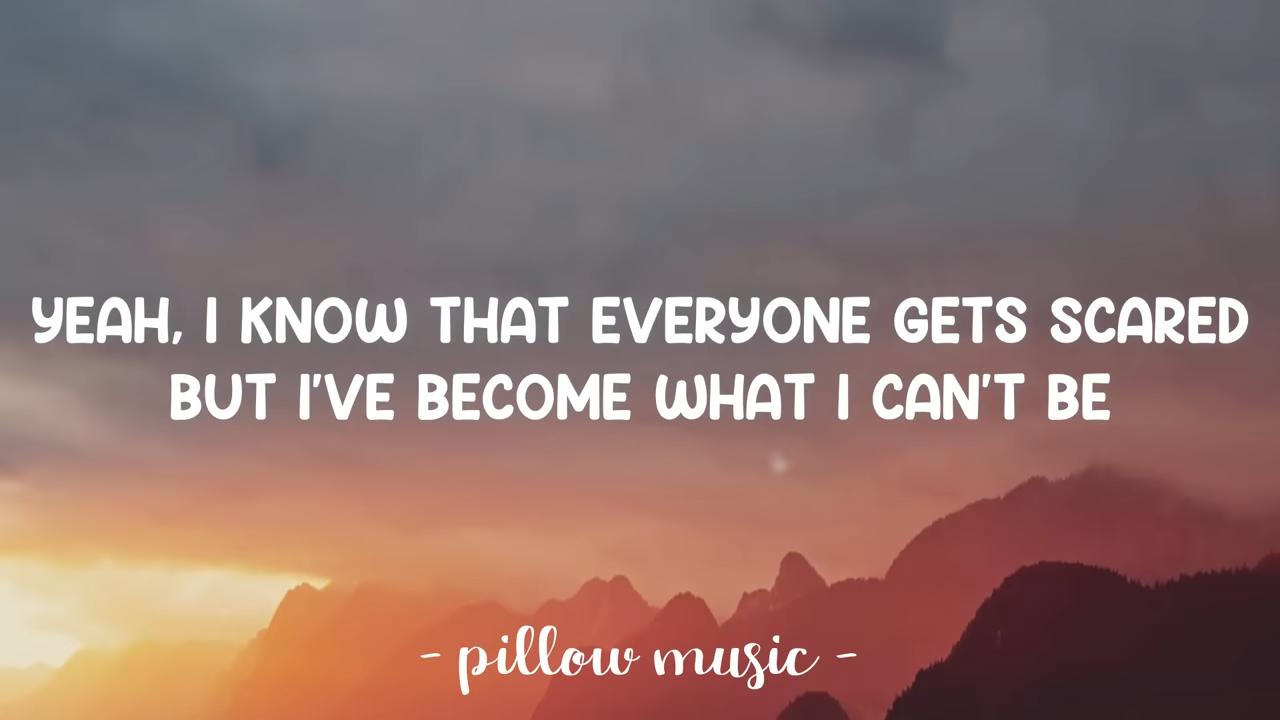 YEAH, I KNOW THAT EVERYONE GETS SCARED
BUT I'VE BECOME WHAT I CAN'T BE
- pillow music -